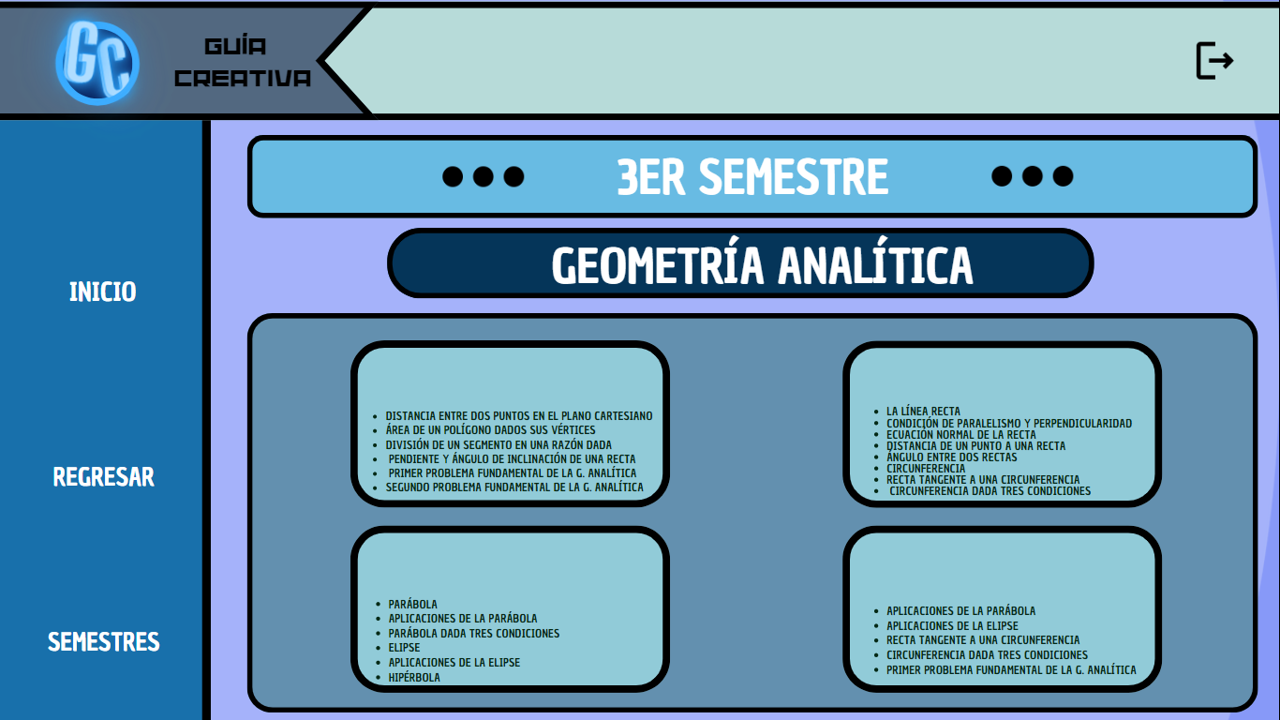 GC
GUÍA
CREATIVA
3ER SEMESTRE
GEOMETRÍA ANALÍTICA
INICIO
REGRESAR
SEMESTRES
• DISTANCIA ENTRE DOS PUNTOS EN EL PLANO CARTESIANO
• ÁREA DE UN POLÍGONO DADOS SUS VÉRTICES
• DIVISIÓN DE UN SEGMENTO EN UNA RAZÓN DADA
• PENDIENTE Y ÁNGULO DE INCLINACIÓN DE UNA RECTA
• PRIMER PROBLEMA FUNDAMENTAL DE LA G. ANALÍTICA
• SEGUNDO PROBLEMA FUNDAMENTAL DE LA G. ANALÍTICA
• LA LÍNEA RECTA
• CONDICIÓN DE PARALELISMO Y PERPENDICULARIDAD
• ECUACIÓN NORMAL DE LA RECTA
• DISTANCIA DE UN PUNTO A UNA RECTA
• ÁNGULO ENTRE DOS RECTAS
• CIRCUNFERENCIA
• RECTA TANGENTE A UNA CIRCUNFERENCIA
• CIRCUNFERENCIA DADA TRES CONDICIONES
• PARÁBOLA
• APLICACIONES DE LA PARÁBOLA
• PARÁBOLA DADA TRES CONDICIONES
• ELIPSE
• APLICACIONES DE LA ELIPSE
• HIPÉRBOLA
• APLICACIONES DE LA PARÁBOLA
• APLICACIONES DE LA ELIPSE
• RECTA TANGENTE A UNA CIRCUNFERENCIA
• CIRCUNFERENCIA DADA TRES CONDICIONES
• PRIMER PROBLEMA FUNDAMENTAL DE LA G. ANALÍTICA